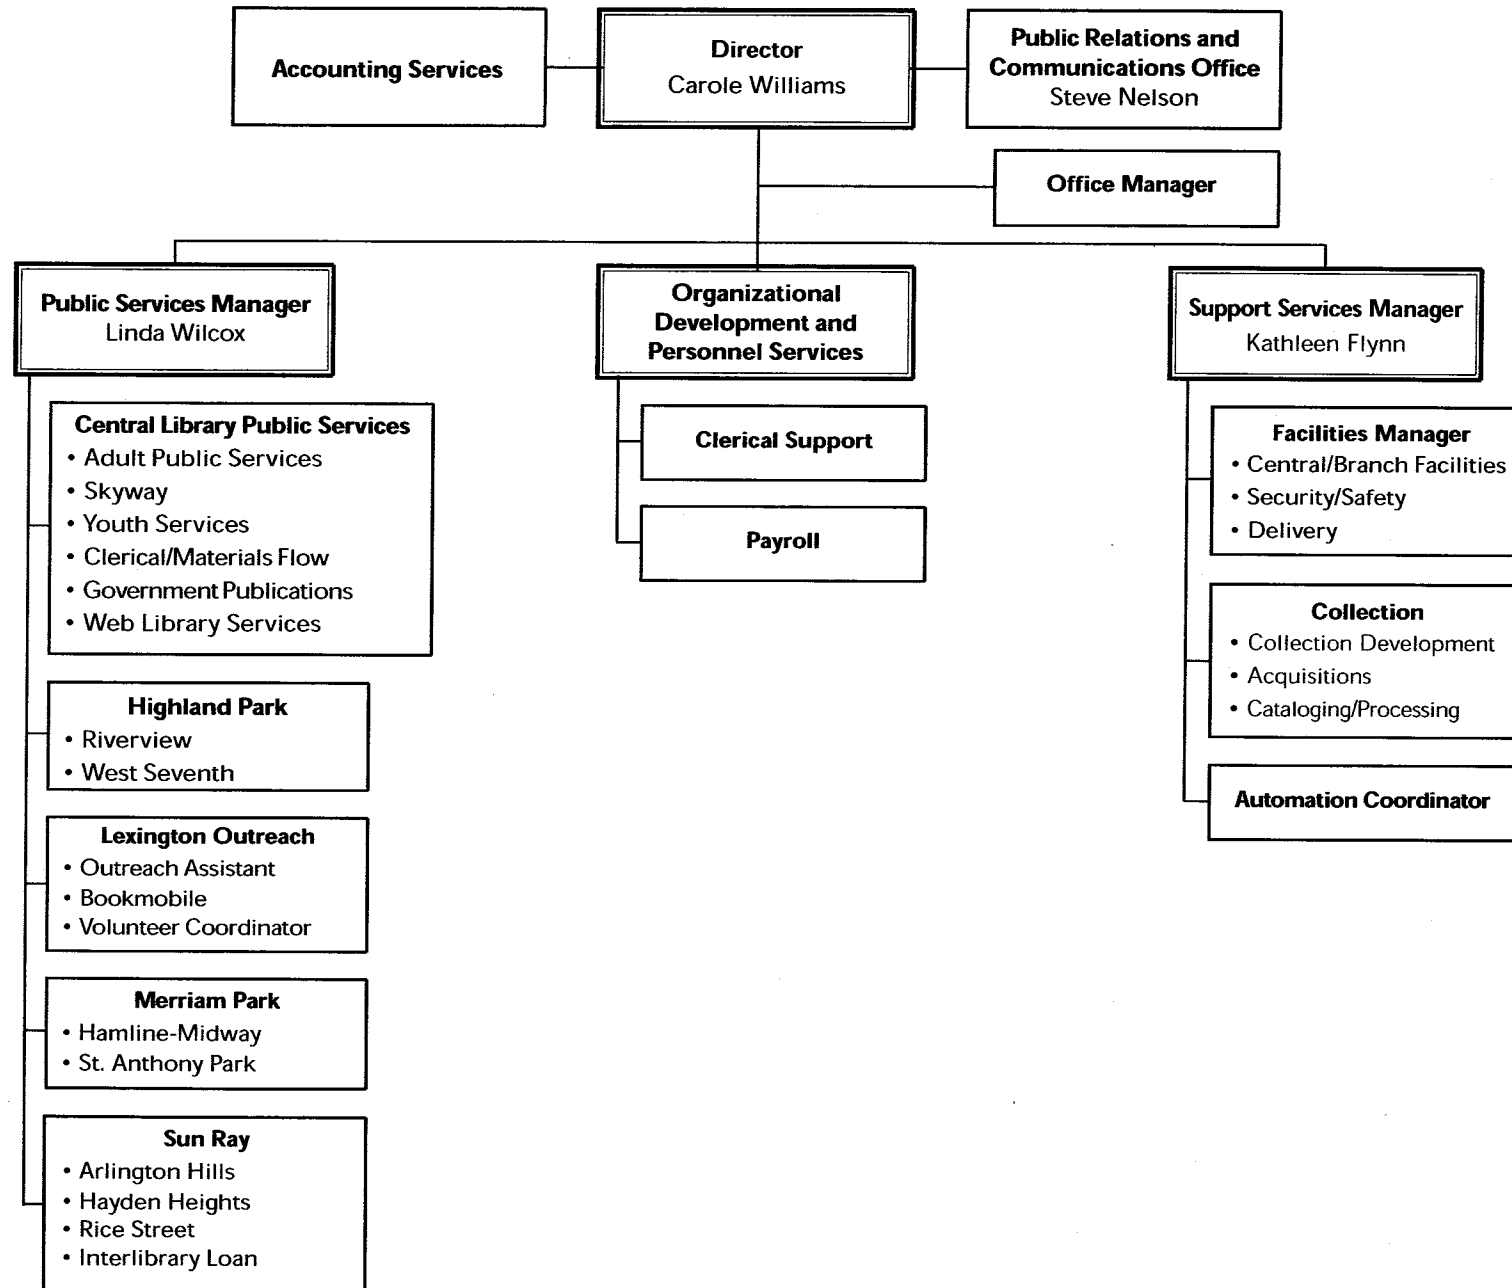 Accounting Services
Director
Carole Williams
Public Relations and
Communications Office
Steve Nelson
Office Manager
Public Services Manager
Linda Wilcox
Organizational
Development and
Personnel Services
Support Services Manager
Kathleen Flynn
Central Library Public Services
• Adult Public Services
• Skyway
• Youth Services
• Clerical/Materials Flow
• Government Publications
• Web Library Services
Highland Park
• Riverview
• West Seventh
Lexington Outreach
• Outreach Assistant
• Bookmobile
• Volunteer Coordinator
Merriam Park
• Hamline-Midway
• St. Anthony Park
Sun Ray
• Arlington Hills
• Hayden Heights
• Rice Street
• Interlibrary Loan
Clerical Support
Payroll
Facilities Manager
• Central/Branch Facilities
• Security/Safety
• Delivery
Collection
• Collection Development
• Acquisitions
• Cataloging/Processing
Automation Coordinator